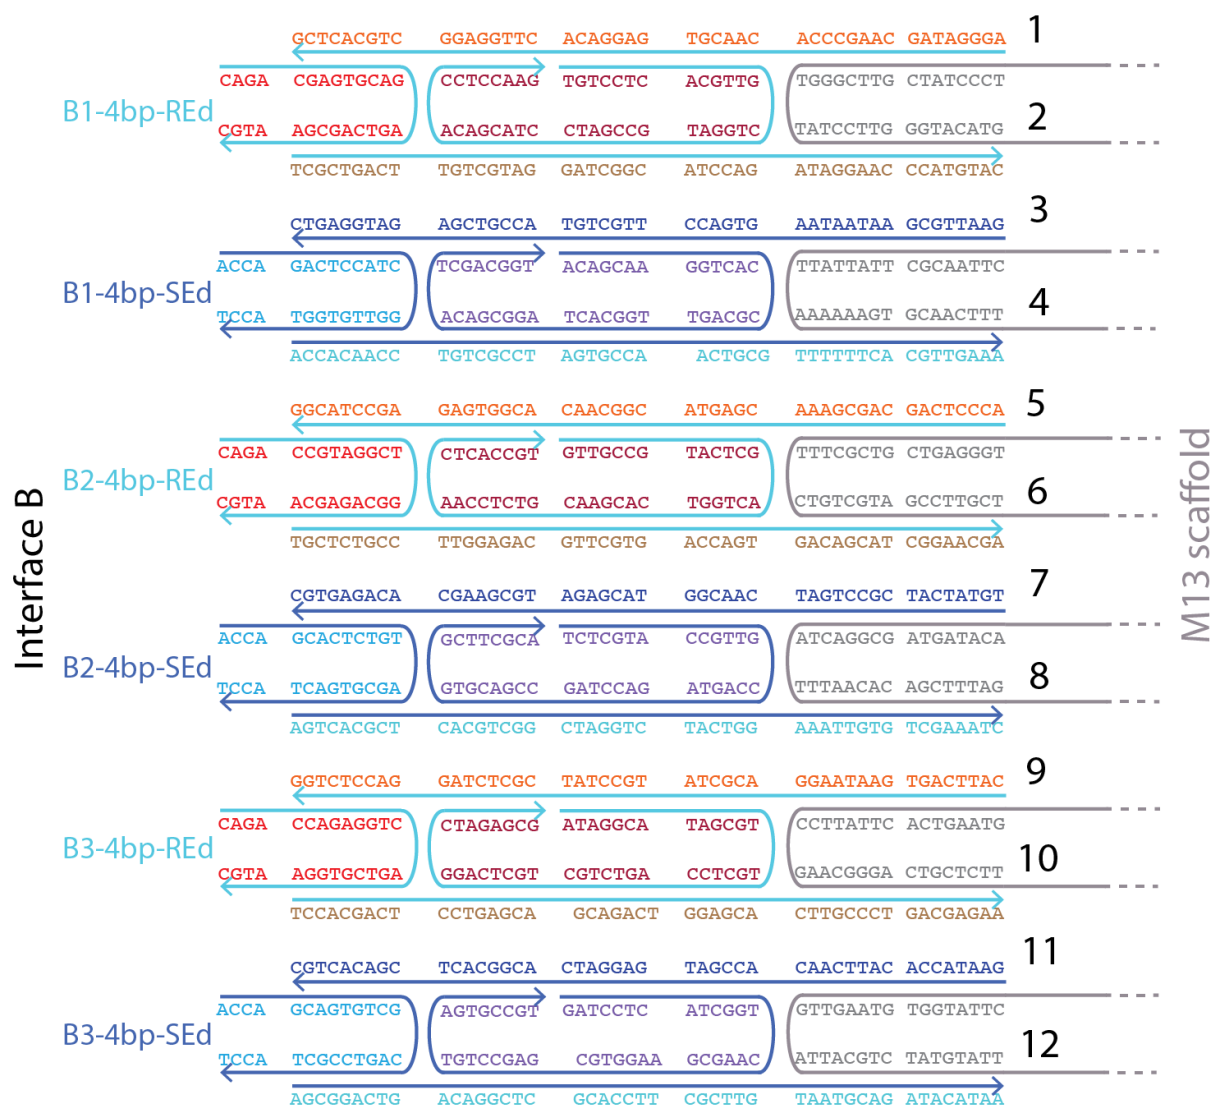 GCTCACGTC GGAGGTTC ACAGGAG TGCAAC ACCCGAAC GATAGGGA 1
CAGA CGAGTGCAG CCTCCAAG TGTCCTC ACGTTG TGGGCTTG CTATCCCT
B1-4bp-REd
CGTA AGCGACTGA ACAGCATC CTAGCCG TAGGTC TATCCTTG GGTACATG 2
TCGCTGACT TGTCGTAG GATCGGC ATCCAG ATAGGAAC CCATGTAC
CTGAGGTAG AGCTGCCA TGTCGTT CCAGTG AATAATAA GCGTTAAG 3
ACCA GACTCCATC TCGACGGT ACAGCAA GGTCAC TTATTATT CGCAATTC
B1-4bp-SEd
TCCA TGGTGTTGG ACAGCGGA TCACGGT TGACGC AAAAAAGT GCAACTTT 4
ACCACAACC TGTCGCCT AGTGCCA ACTGCG TTTTTTCA CGTTGAAA
GGCATCCGA GAGTGGCA CAACGGC ATGAGC AAAGCGAC GACTCCCA 5
CAGA CCGTAGGCT CTCACCGT GTTGCCG TACTCG TTTCGCTG CTGAGGGT
B2-4bp-REd
CGTA ACGAGACGG AACCTCTG CAAGCAC TGGTCA CTGTCGTA GCCTTGCT 6
TGCTCTGCC TTGGAGAC GTTCGTG ACCAGT GACAGCAT CGGAACGA
CGTGAGACA CGAAGCGT AGAGCAT GGCAAC TAGTCCGC TACTATGT 7
ACCA GCACTCTGT GCTTCGCA TCTCGTA CCGTTG ATCAGGCG ATGATACA
B2-4bp-SEd
TCCA TCAGTGCGA GTGCAGCC GATCCAG ATGACC TTTAACAC AGCTTTAG 8
AGTCACGCT CACGTCGG CTAGGTC TACTGG AAATTGTG TCGAAATC
GGTCTCCAG GATCTCGC TATCCGT ATCGCA GGAATAAG TGACTTAC 9
CAGA CCAGAGGTC CTAGAGCG ATAGGCA TAGCGT CCTTATTC ACTGAATG
B3-4bp-REd
CGTA AGGTGCTGA GGACTCGT CGTCTGA CCTCGT GAACGGGA CTGCTCTT 10
TCCACGACT CCTGAGCA GCAGACT GGAGCA CTTGCCCT GACGAGAA
CGTCACAGC TCACGGCA CTAGGAG TAGCCA CAACTTAC ACCATAAG 11
ACCA GCAGTGTCG AGTGCCGT GATCCTC ATCGGT GTTGAATG TGGTATTC
B3-4bp-SEd
TCCA TCGCCTGAC TGTCCGAG CGTGGAA GCGAAC ATTACGTC TATGTATT 12
AGCGGACTG ACAGGCTC GCACCTT CGCTTG TAATGCAG ATACATAA
Interface B
M13 scaffold